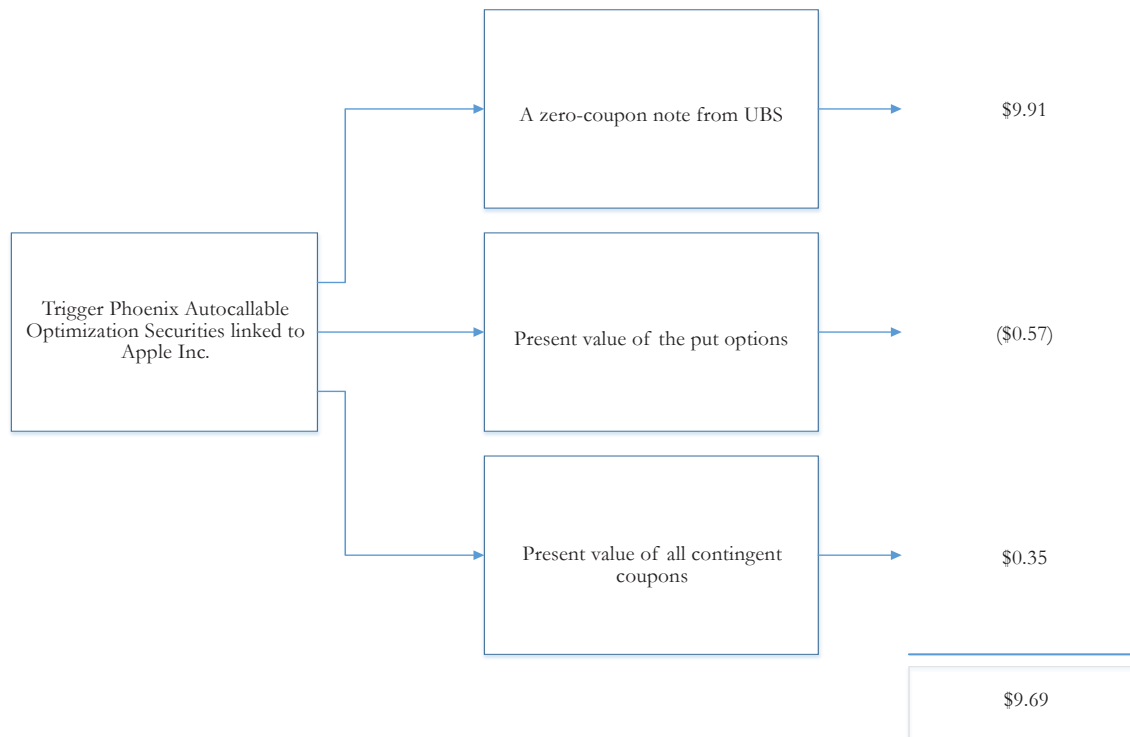 A zero-coupon note from UBS
$9.91
Trigger Phoenix Autocallable
Optimization Securities linked to
Apple Inc.
Present value of the put options
($0.57)
Present value of all contingent
coupons
$0.35
$9.69